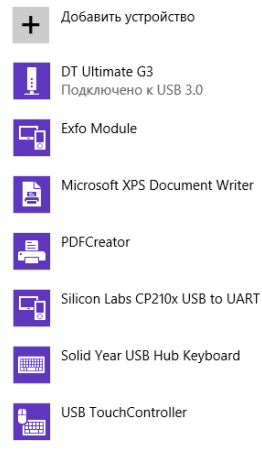 Добавить устройство
DT Ultimate G3
Подключено к USB 3.0
Exfo Module
Microsoft XPS Document Writer
PDFCreator
Silicon Labs CP210x USB to UART
Solid Year USB Hub Keyboard
USB TouchController